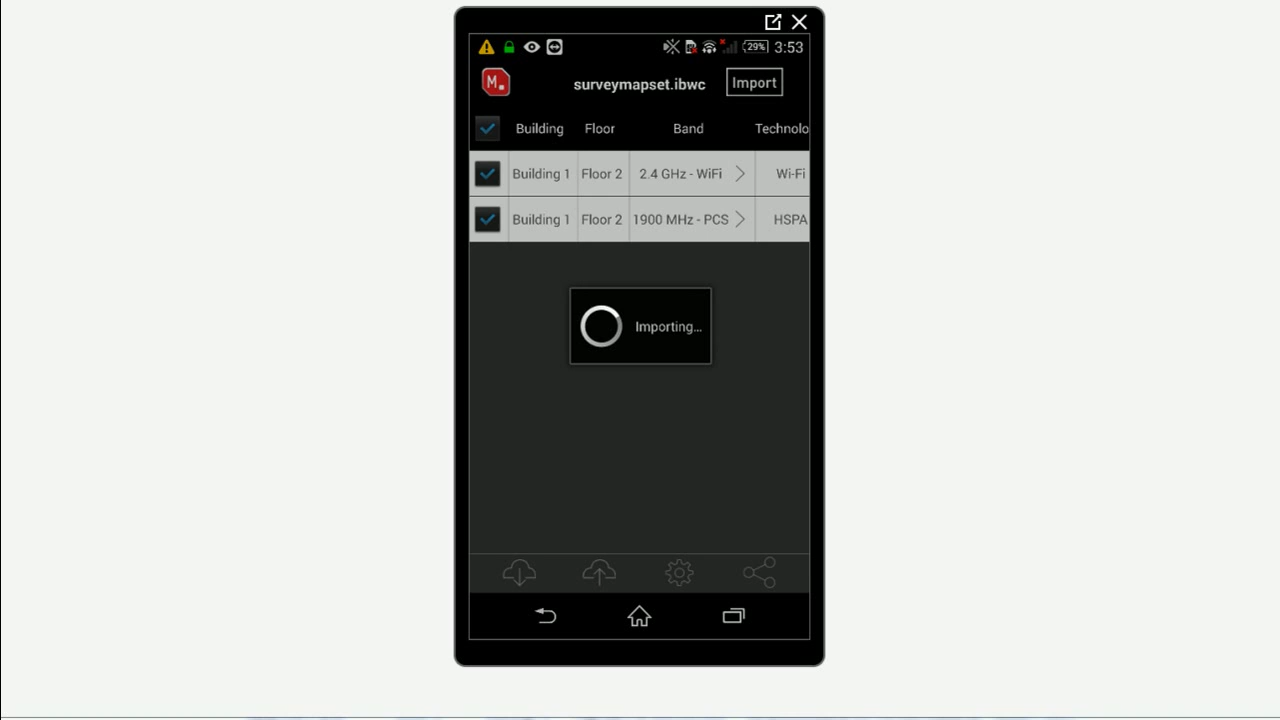 29% 3:53
M. surveymapset.ibwc Import
Building Floor Band Technolo
Building 1 Floor 2 2.4 GHz - WiFi Wi-Fi
Building 1 Floor 2 1900 MHz - PCS HSPA
Importing...